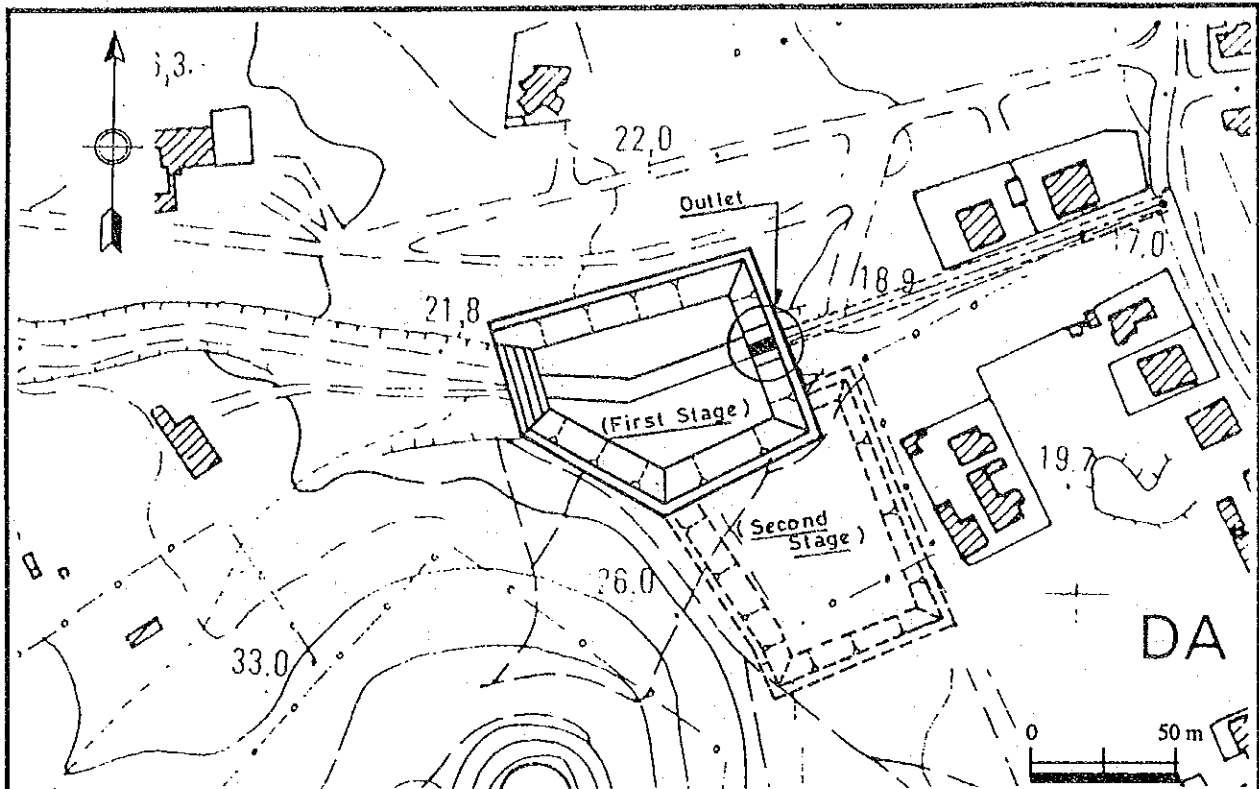 22,0
Outlet
18.9
17.0
21,8
(First Stage)
19.7
(Second
Stage)
26.0
33.0
DA
0 50 m